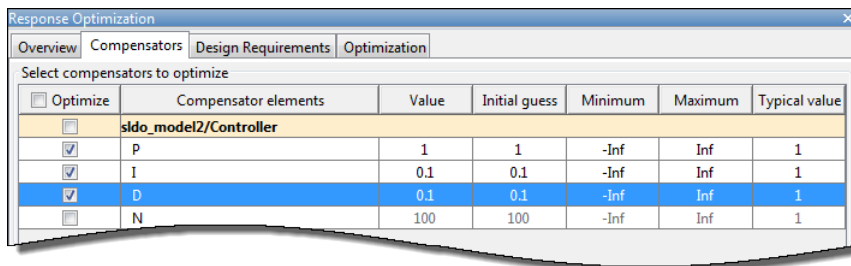 Response Optimization
Overview Compensators Design Requirements Optimization
Select compensators to optimize
Optimize Compensator elements Value Initial guess Minimum Maximum Typical value
sldo_model2/Controller
P 1 1 -Inf Inf 1
I 0.1 0.1 -Inf Inf 1
D 0.1 0.1 -Inf Inf 1
N 100 100 -Inf Inf 1